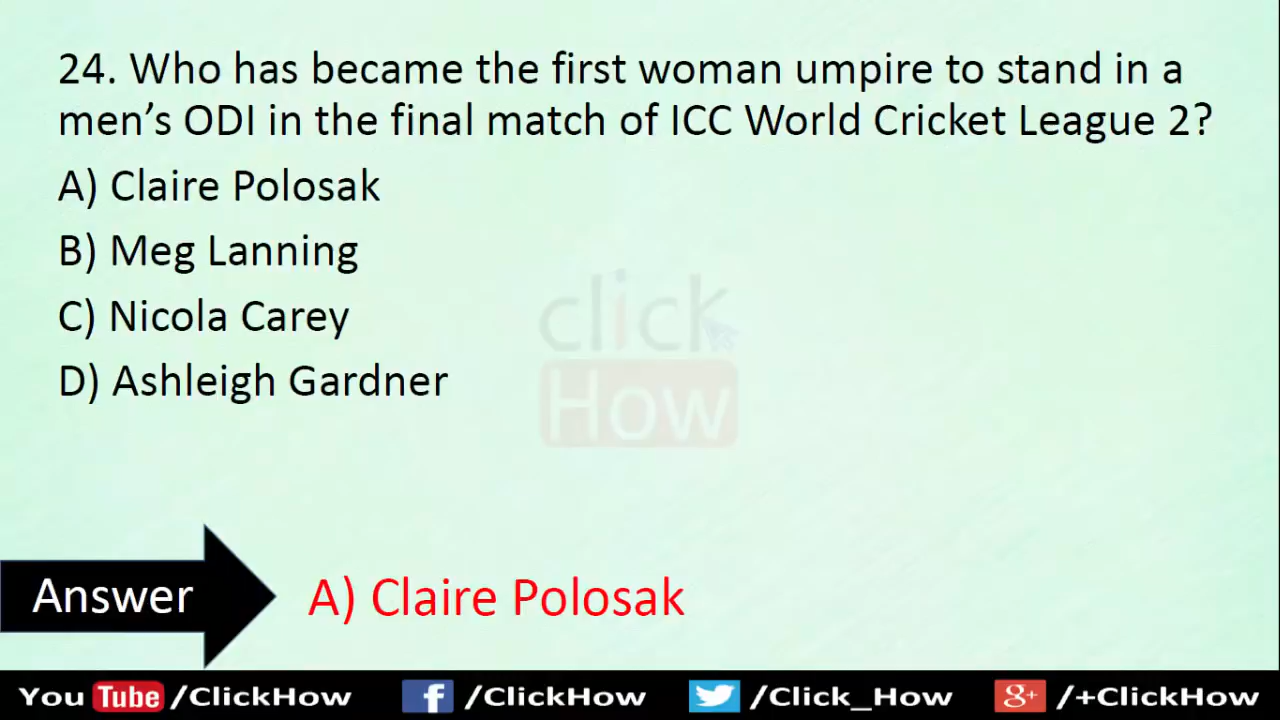 24. Who has became the first woman umpire to stand in a
men’s ODI in the final match of ICC World Cricket League 2?
A) Claire Polosak
B) Meg Lanning
C) Nicola Carey
D) Ashleigh Gardner
click
How
Answer
A) Claire Polosak
You Tube /ClickHow f /ClickHow /Click_How g+ /+ClickHow